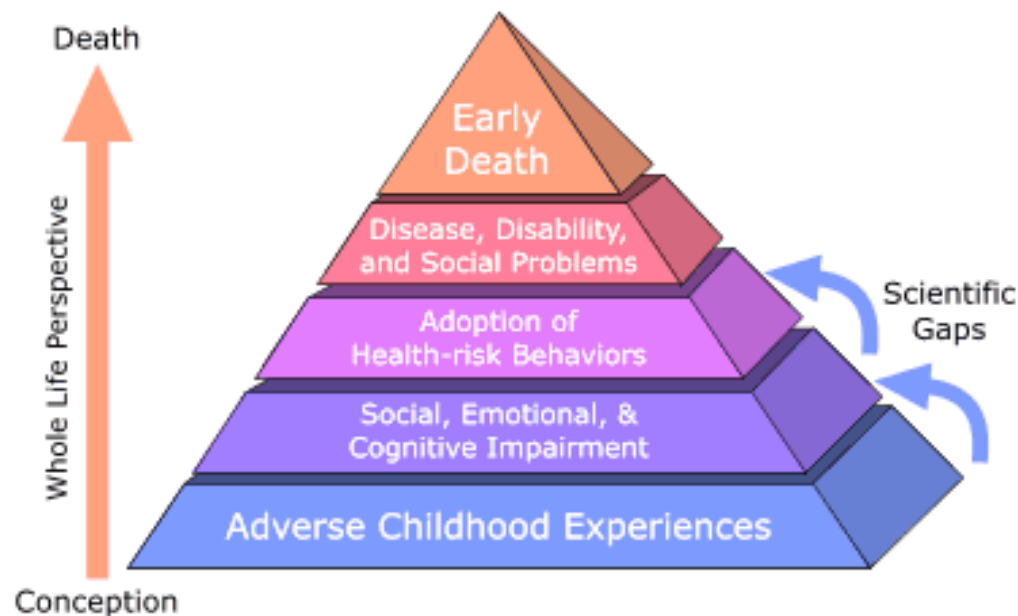 Death
Early
Death
Disease, Disability,
and Social Problems
Scientific
Gaps
Adoption of
Health-risk Behaviors
Whole Life Perspective
Social, Emotional, &
Cognitive Impairment
Adverse Childhood Experiences
Conception